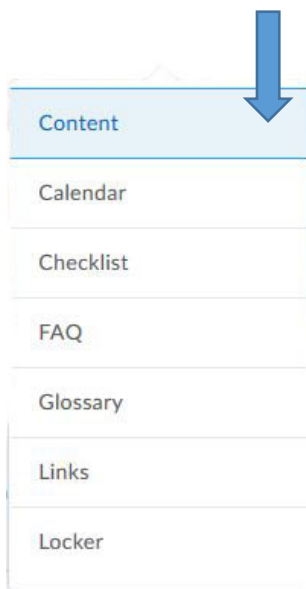 Content
Calendar
Checklist
FAQ
Glossary
Links
Locker